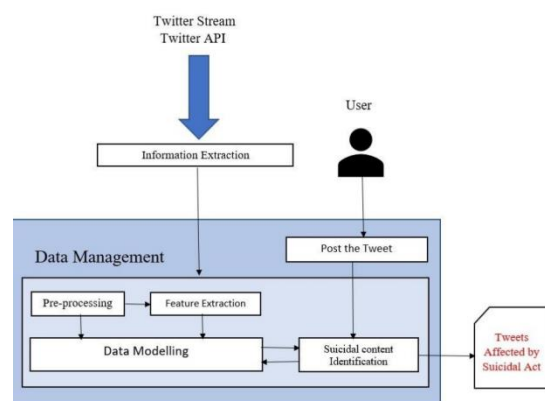 Twitter Stream
Twitter API
User
Information Extraction
Post the Tweet
Data Management
Pre-processing
Feature Extraction
Data Modelling
Suicidal content
Identification
Tweets
Affected by
Suicidal Act